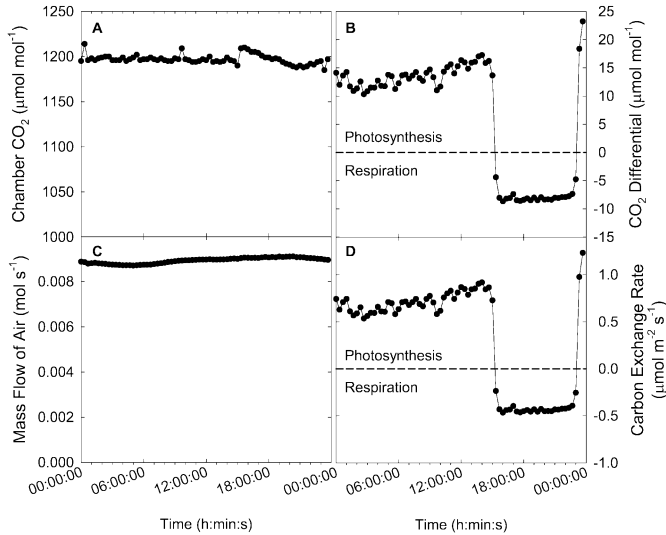 A
B
1200
1150
1100
1050
1000
Chamber CO₂ (µmol mol⁻¹)
25
20
15
10
5
0
-5
-10
-15
CO₂ Differential (µmol mol⁻¹)
Photosynthesis
Respiration
C
D
0.008
0.006
0.004
0.002
0.000
Mass Flow of Air (mol s⁻¹)
1.0
0.5
0.0
-0.5
-1.0
Carbon Exchange Rate
(µmol m⁻² s⁻¹)
Photosynthesis
Respiration
00:00:00
06:00:00
12:00:00
18:00:00
00:00:00
00:00:00
06:00:00
12:00:00
18:00:00
00:00:00
Time (h:min:s)
Time (h:min:s)
1250